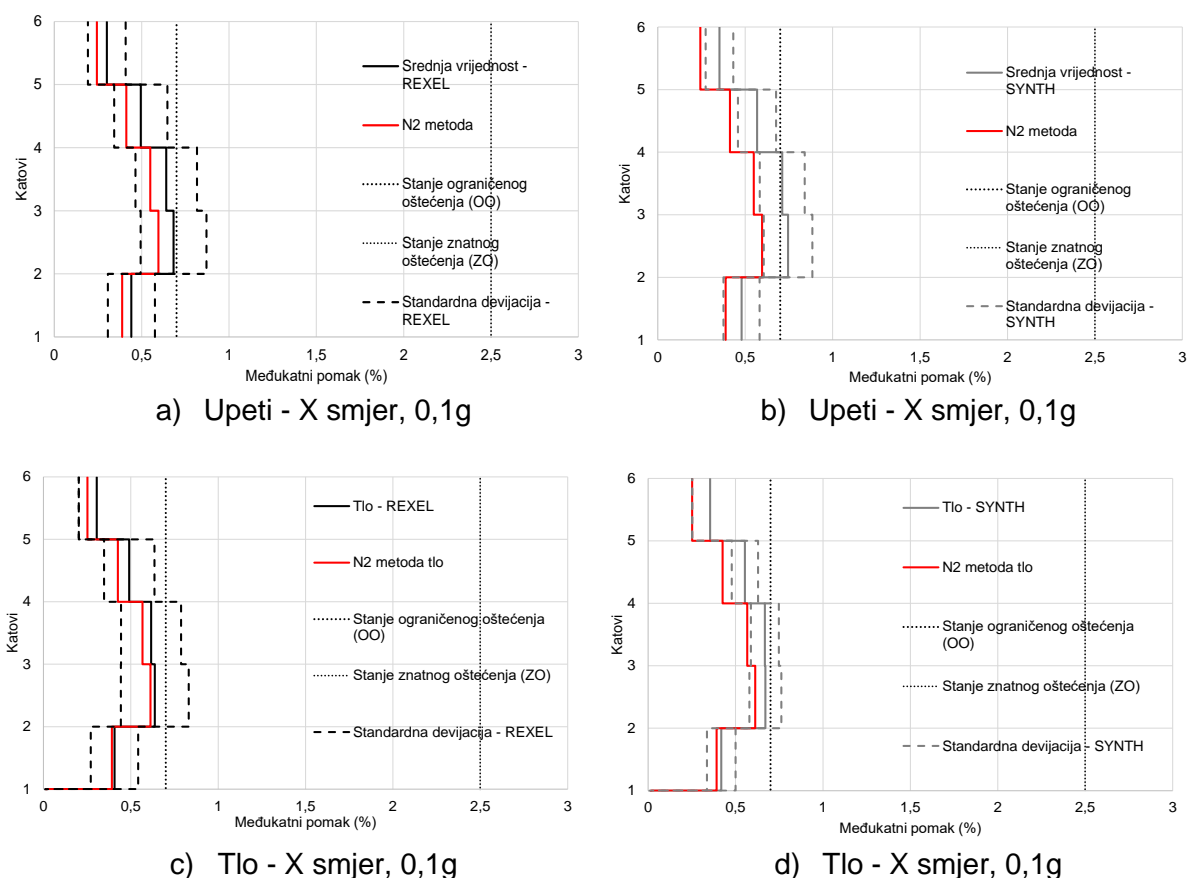 6
5
4
3
2
1
Katovi
Srednja vrijednost -
REXEL
N2 metoda
Stanje ograničenog
oštećenja (OO)
Stanje znatnog
oštećenja (ZO)
Standardna devijacija -
REXEL
0
0,5
1
2
2,5
3
Međukatni pomak (%)
a) Upeti - X smjer, 0,1g
6
5
4
3
2
1
Katovi
Srednja vrijednost -
SYNTH
N2 metoda
Stanje ograničenog
oštećenja (OO)
Stanje znatnog
oštećenja (ZO)
Standardna devijacija -
SYNTH
0
0,5
1
2
2,5
3
Međukatni pomak (%)
b) Upeti - X smjer, 0,1g
6
5
4
3
2
1
Katovi
Tlo - REXEL
N2 metoda tlo
Stanje ograničenog oštećenja
(OO)
Stanje znatnog oštećenja (ZO)
Standardna devijacija - REXEL
0
0,5
1
1,5
2
2,5
3
Međukatni pomak (%)
c) Tlo - X smjer, 0,1g
6
5
4
3
2
1
Katovi
Tlo - SYNTH
N2 metoda tlo
Stanje ograničenog oštećenja
(OO)
Stanje znatnog oštećenja (ZO)
Standardna devijacija - SYNTH
0
0,5
1
1,5
2
2,5
3
Međukatni pomak (%)
d) Tlo - X smjer, 0,1g